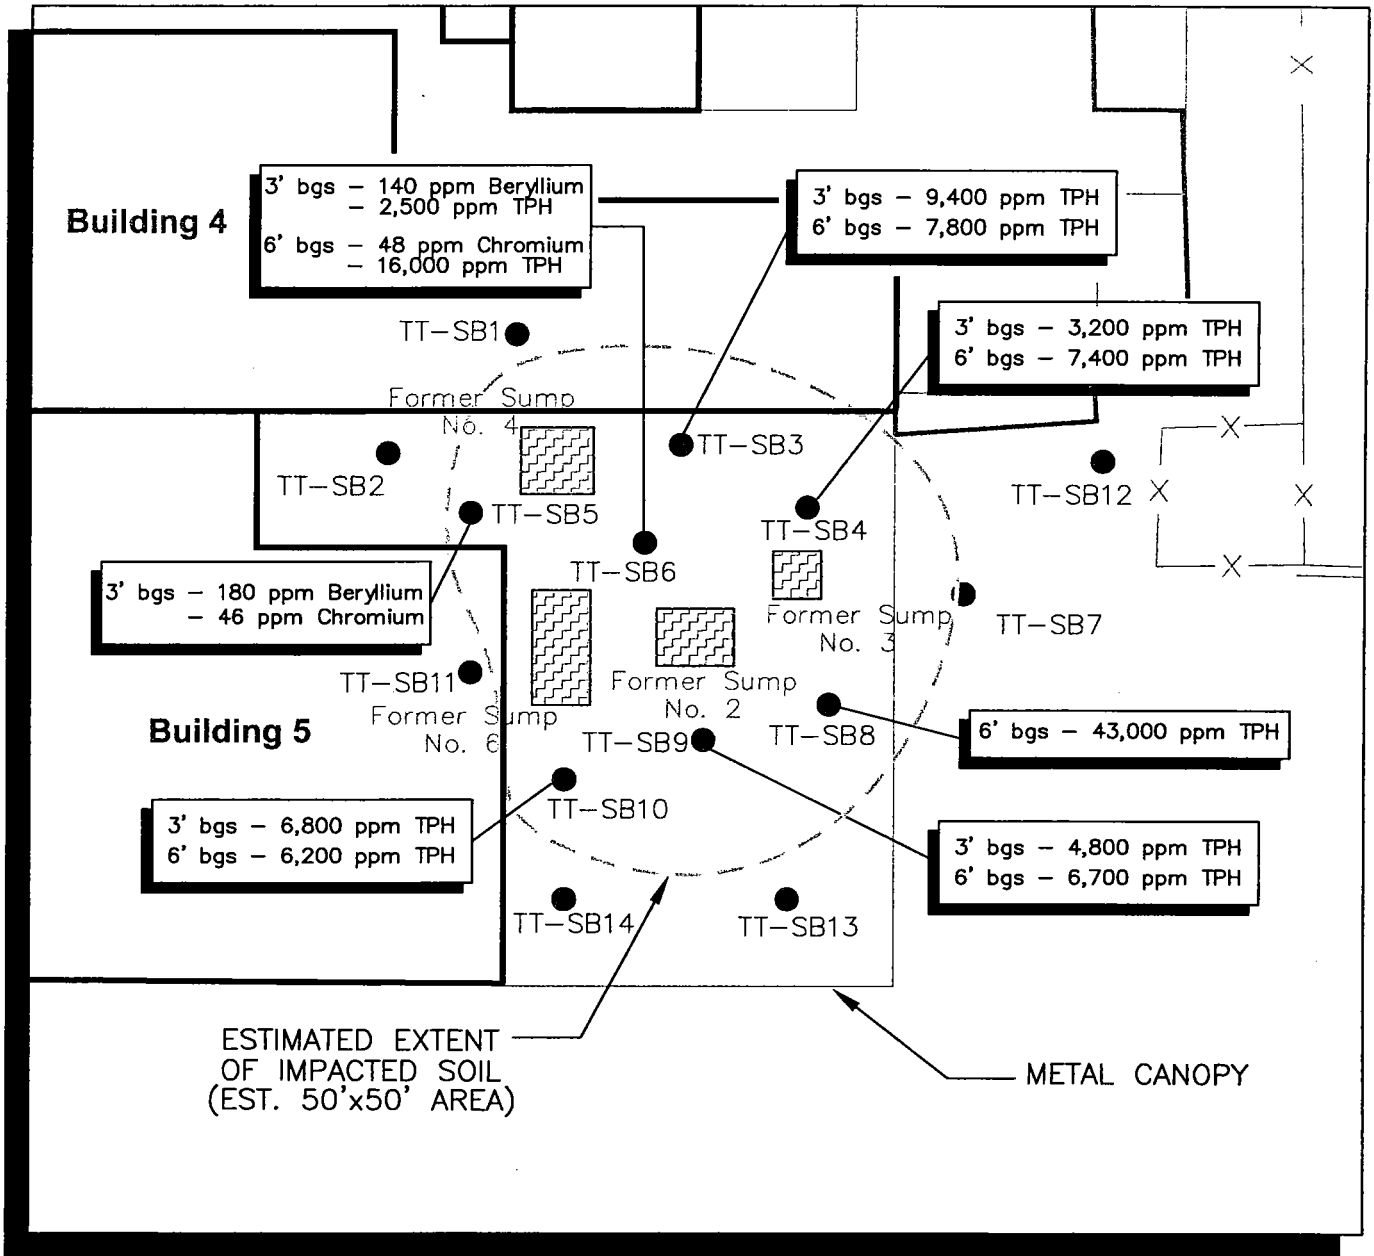 3' bgs – 140 ppm Beryllium
– 2,500 ppm TPH
6' bgs – 48 ppm Chromium
– 16,000 ppm TPH
Building 4
3' bgs – 9,400 ppm TPH
6' bgs – 7,800 ppm TPH
3' bgs – 3,200 ppm TPH
6' bgs – 7,400 ppm TPH
TT–SB1
Former Sump
No. 4
TT–SB3
TT–SB2
TT–SB12
TT–SB5
TT–SB4
TT–SB6
3' bgs – 180 ppm Beryllium
– 46 ppm Chromium
Former Sump
No. 3
TT–SB7
TT–SB11
Former Sump
No. 2
Former Sump
No. 6
Building 5
TT–SB9
TT–SB8
6' bgs – 43,000 ppm TPH
TT–SB10
3' bgs – 6,800 ppm TPH
6' bgs – 6,200 ppm TPH
3' bgs – 4,800 ppm TPH
6' bgs – 6,700 ppm TPH
TT–SB14
TT–SB13
ESTIMATED EXTENT
OF IMPACTED SOIL
(EST. 50'x50' AREA)
METAL CANOPY